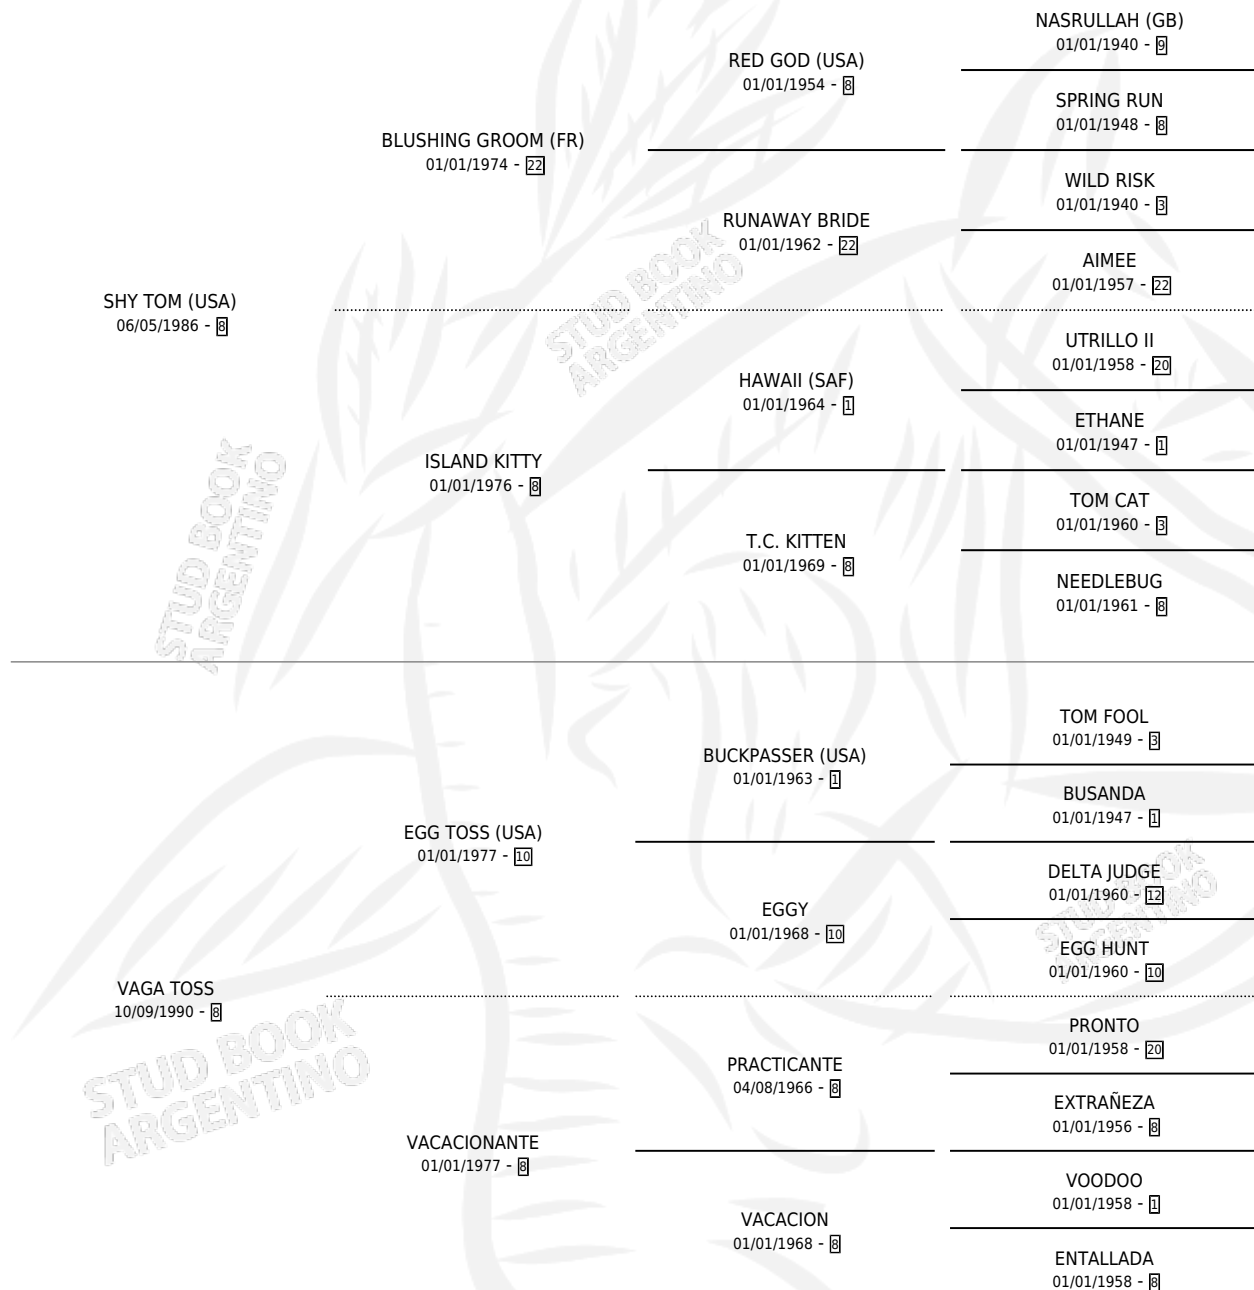 NASRULLAH (GB)
01/01/1940 - 9
RED GOD (USA)
01/01/1954 - 8
SPRING RUN
01/01/1948 - 8
BLUSHING GROOM (FR)
01/01/1974 - 22
WILD RISK
01/01/1940 - 3
RUNAWAY BRIDE
01/01/1962 - 22
AIMEE
01/01/1957 - 22
SHY TOM (USA)
06/05/1986 - 8
UTRILLO II
01/01/1958 - 20
HAWAII (SAF)
01/01/1964 - 1
ETHANE
01/01/1947 - 1
ISLAND KITTY
01/01/1976 - 8
TOM CAT
01/01/1960 - 3
T.C. KITTEN
01/01/1969 - 8
NEEDLEBUG
01/01/1961 - 8
TOM FOOL
01/01/1949 - 3
BUCKPASSER (USA)
01/01/1963 - 1
BUSANDA
01/01/1947 - 1
EGG TOSS (USA)
01/01/1977 - 10
DELTA JUDGE
01/01/1960 - 12
EGGY
01/01/1968 - 10
EGG HUNT
01/01/1960 - 10
VAGA TOSS
10/09/1990 - 8
PRONTO
01/01/1958 - 20
PRACTICANTE
04/08/1966 - 8
EXTRAÑEZA
01/01/1956 - 8
VACACIONANTE
01/01/1977 - 8
VOODOO
01/01/1958 - 1
VACACION
01/01/1968 - 8
ENTALLADA
01/01/1958 - 8
STUD BOOK
ARGENTINO
STUD BOOK
ARGENTINO
STUD BOOK
ARGENTINO
STUD BOOK
ARGENTINO